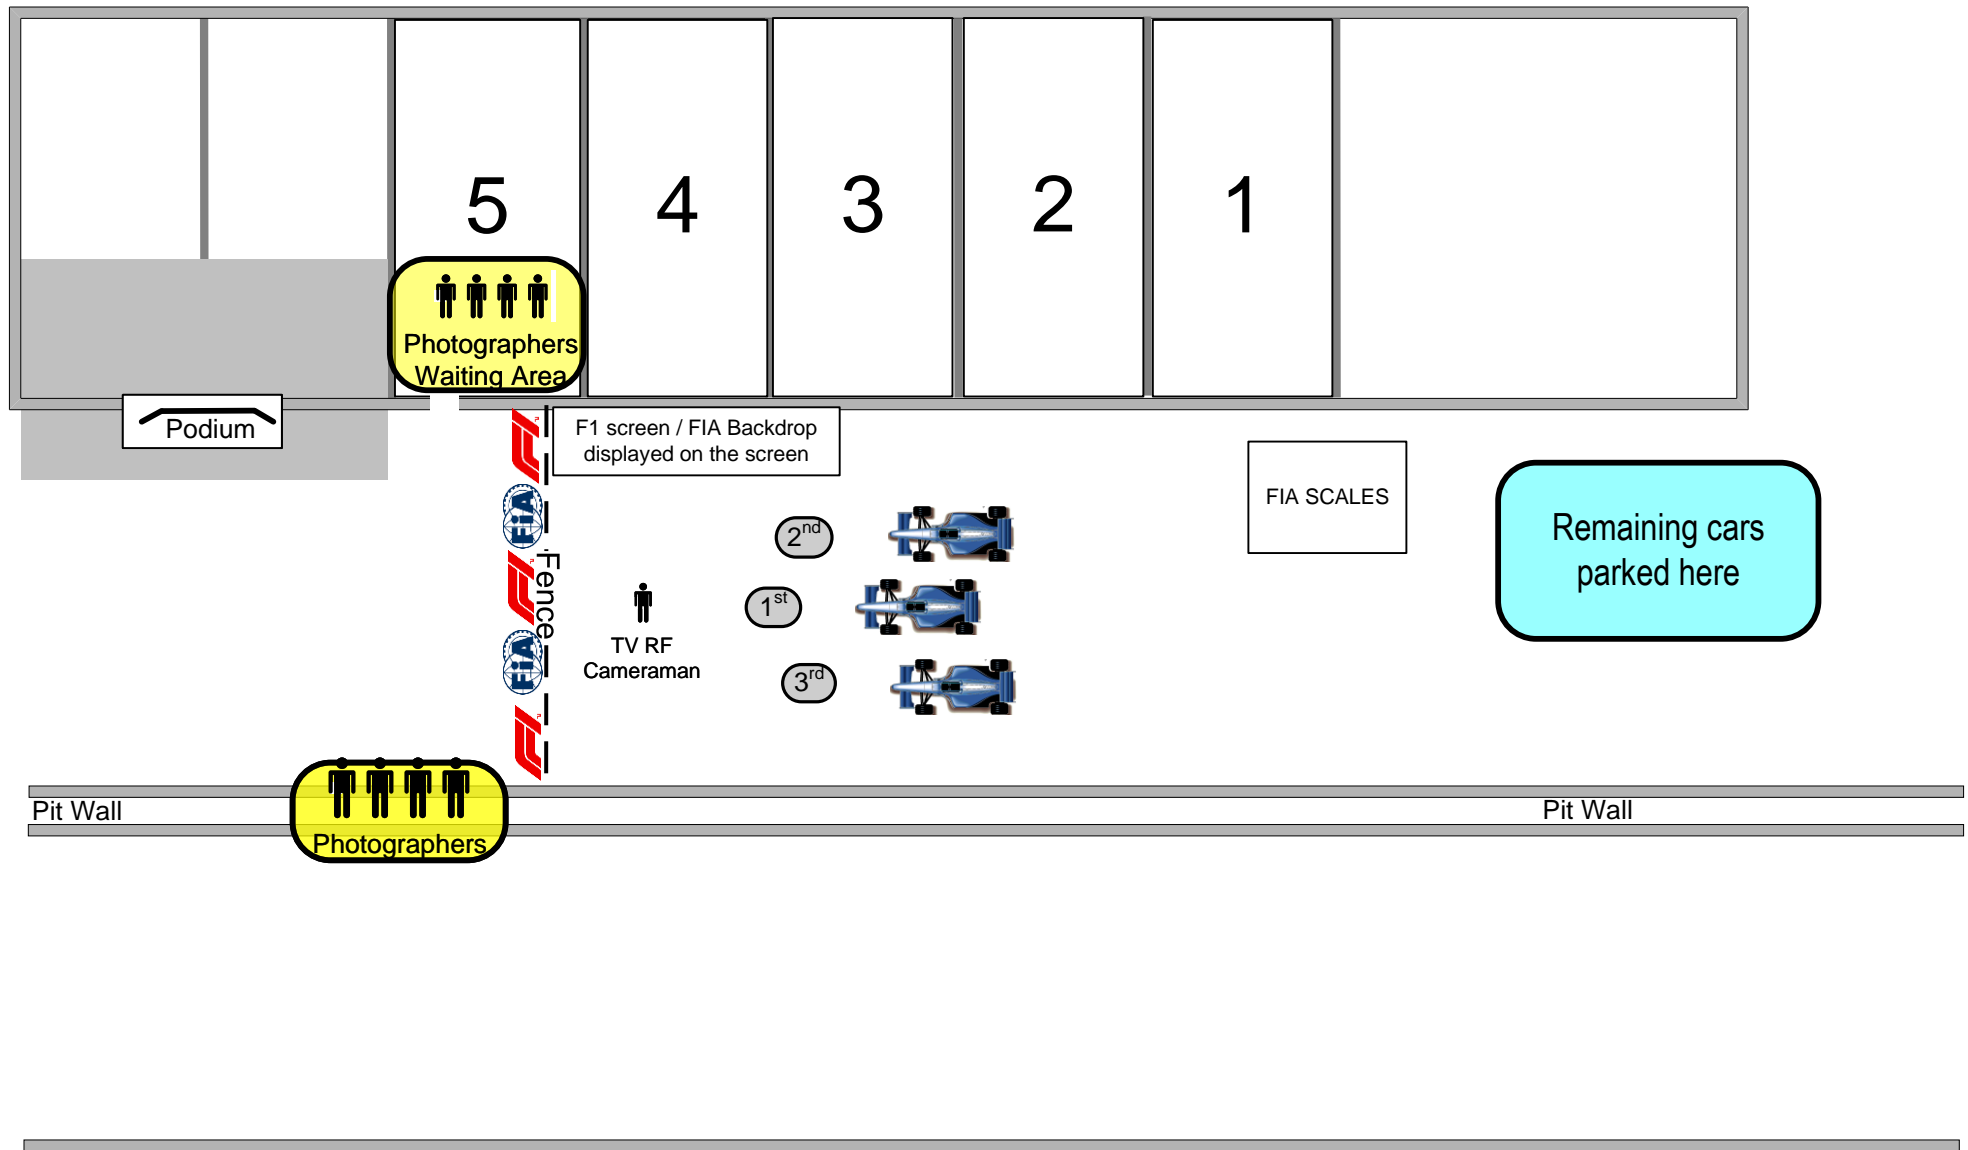 5
4
3
2
1
Photographers
Waiting Area
Podium
F1 screen / FIA Backdrop
displayed on the screen
FIA SCALES
Remaining cars
parked here
FiA
Fence
2nd
1st
TV RF
Cameraman
3rd
FiA
Pit Wall
Photographers
Pit Wall